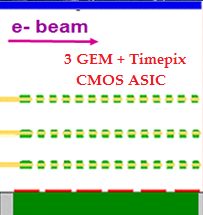 e- beam
3 GEM + Timepix
CMOS ASIC